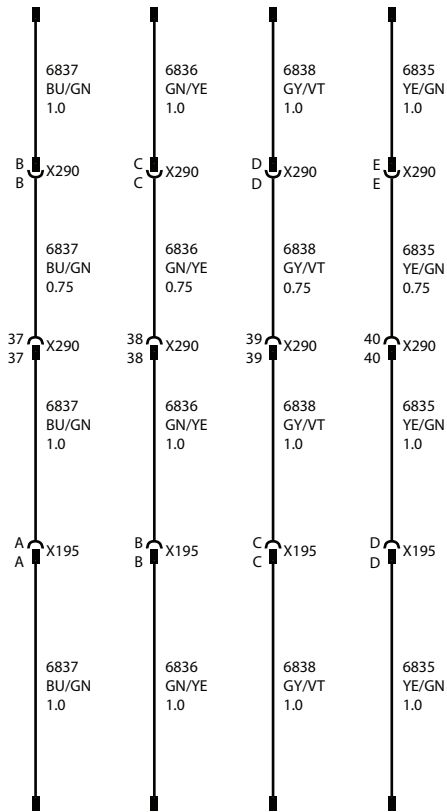 6837
BU/GN
1.0
6836
GN/YE
1.0
6838
GY/VT
1.0
6835
YE/GN
1.0
B
B
X290
C
C
X290
D
D
X290
E
E
X290
6837
BU/GN
0.75
6836
GN/YE
0.75
6838
GY/VT
0.75
6835
YE/GN
0.75
37
37
X290
38
38
X290
39
39
X290
40
40
X290
6837
BU/GN
1.0
6836
GN/YE
1.0
6838
GY/VT
1.0
6835
YE/GN
1.0
A
A
X195
B
B
X195
C
C
X195
D
D
X195
6837
BU/GN
1.0
6836
GN/YE
1.0
6838
GY/VT
1.0
6835
YE/GN
1.0